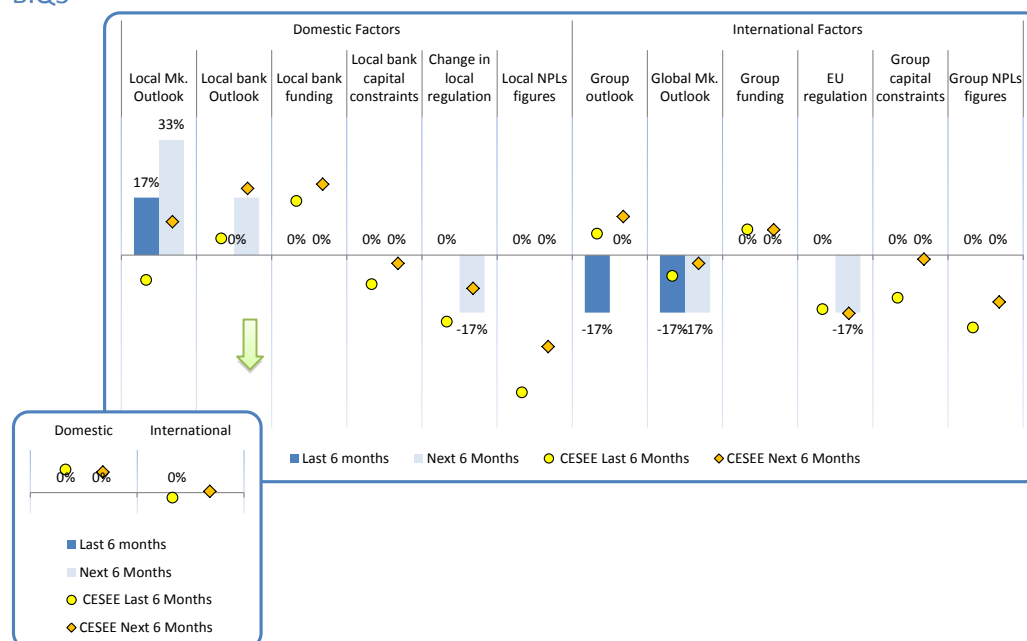 Domestic Factors
International Factors
Local Mk. Outlook
Local bank Outlook
Local bank funding
Local bank capital constraints
Change in local regulation
Local NPLs figures
Group outlook
Global Mk. Outlook
Group funding
EU regulation
Group capital constraints
Group NPLs figures
33%
17%
0%
0% 0%
0% 0%
0%
0% 0%
0%
0% 0%
0%
0% 0%
0% 0%
-17%
-17%
-17%17%
-17%
Last 6 months
Next 6 Months
CESEE Last 6 Months
CESEE Next 6 Months
Domestic
International
0%
0%
0%
Last 6 months
Next 6 Months
CESEE Last 6 Months
CESEE Next 6 Months